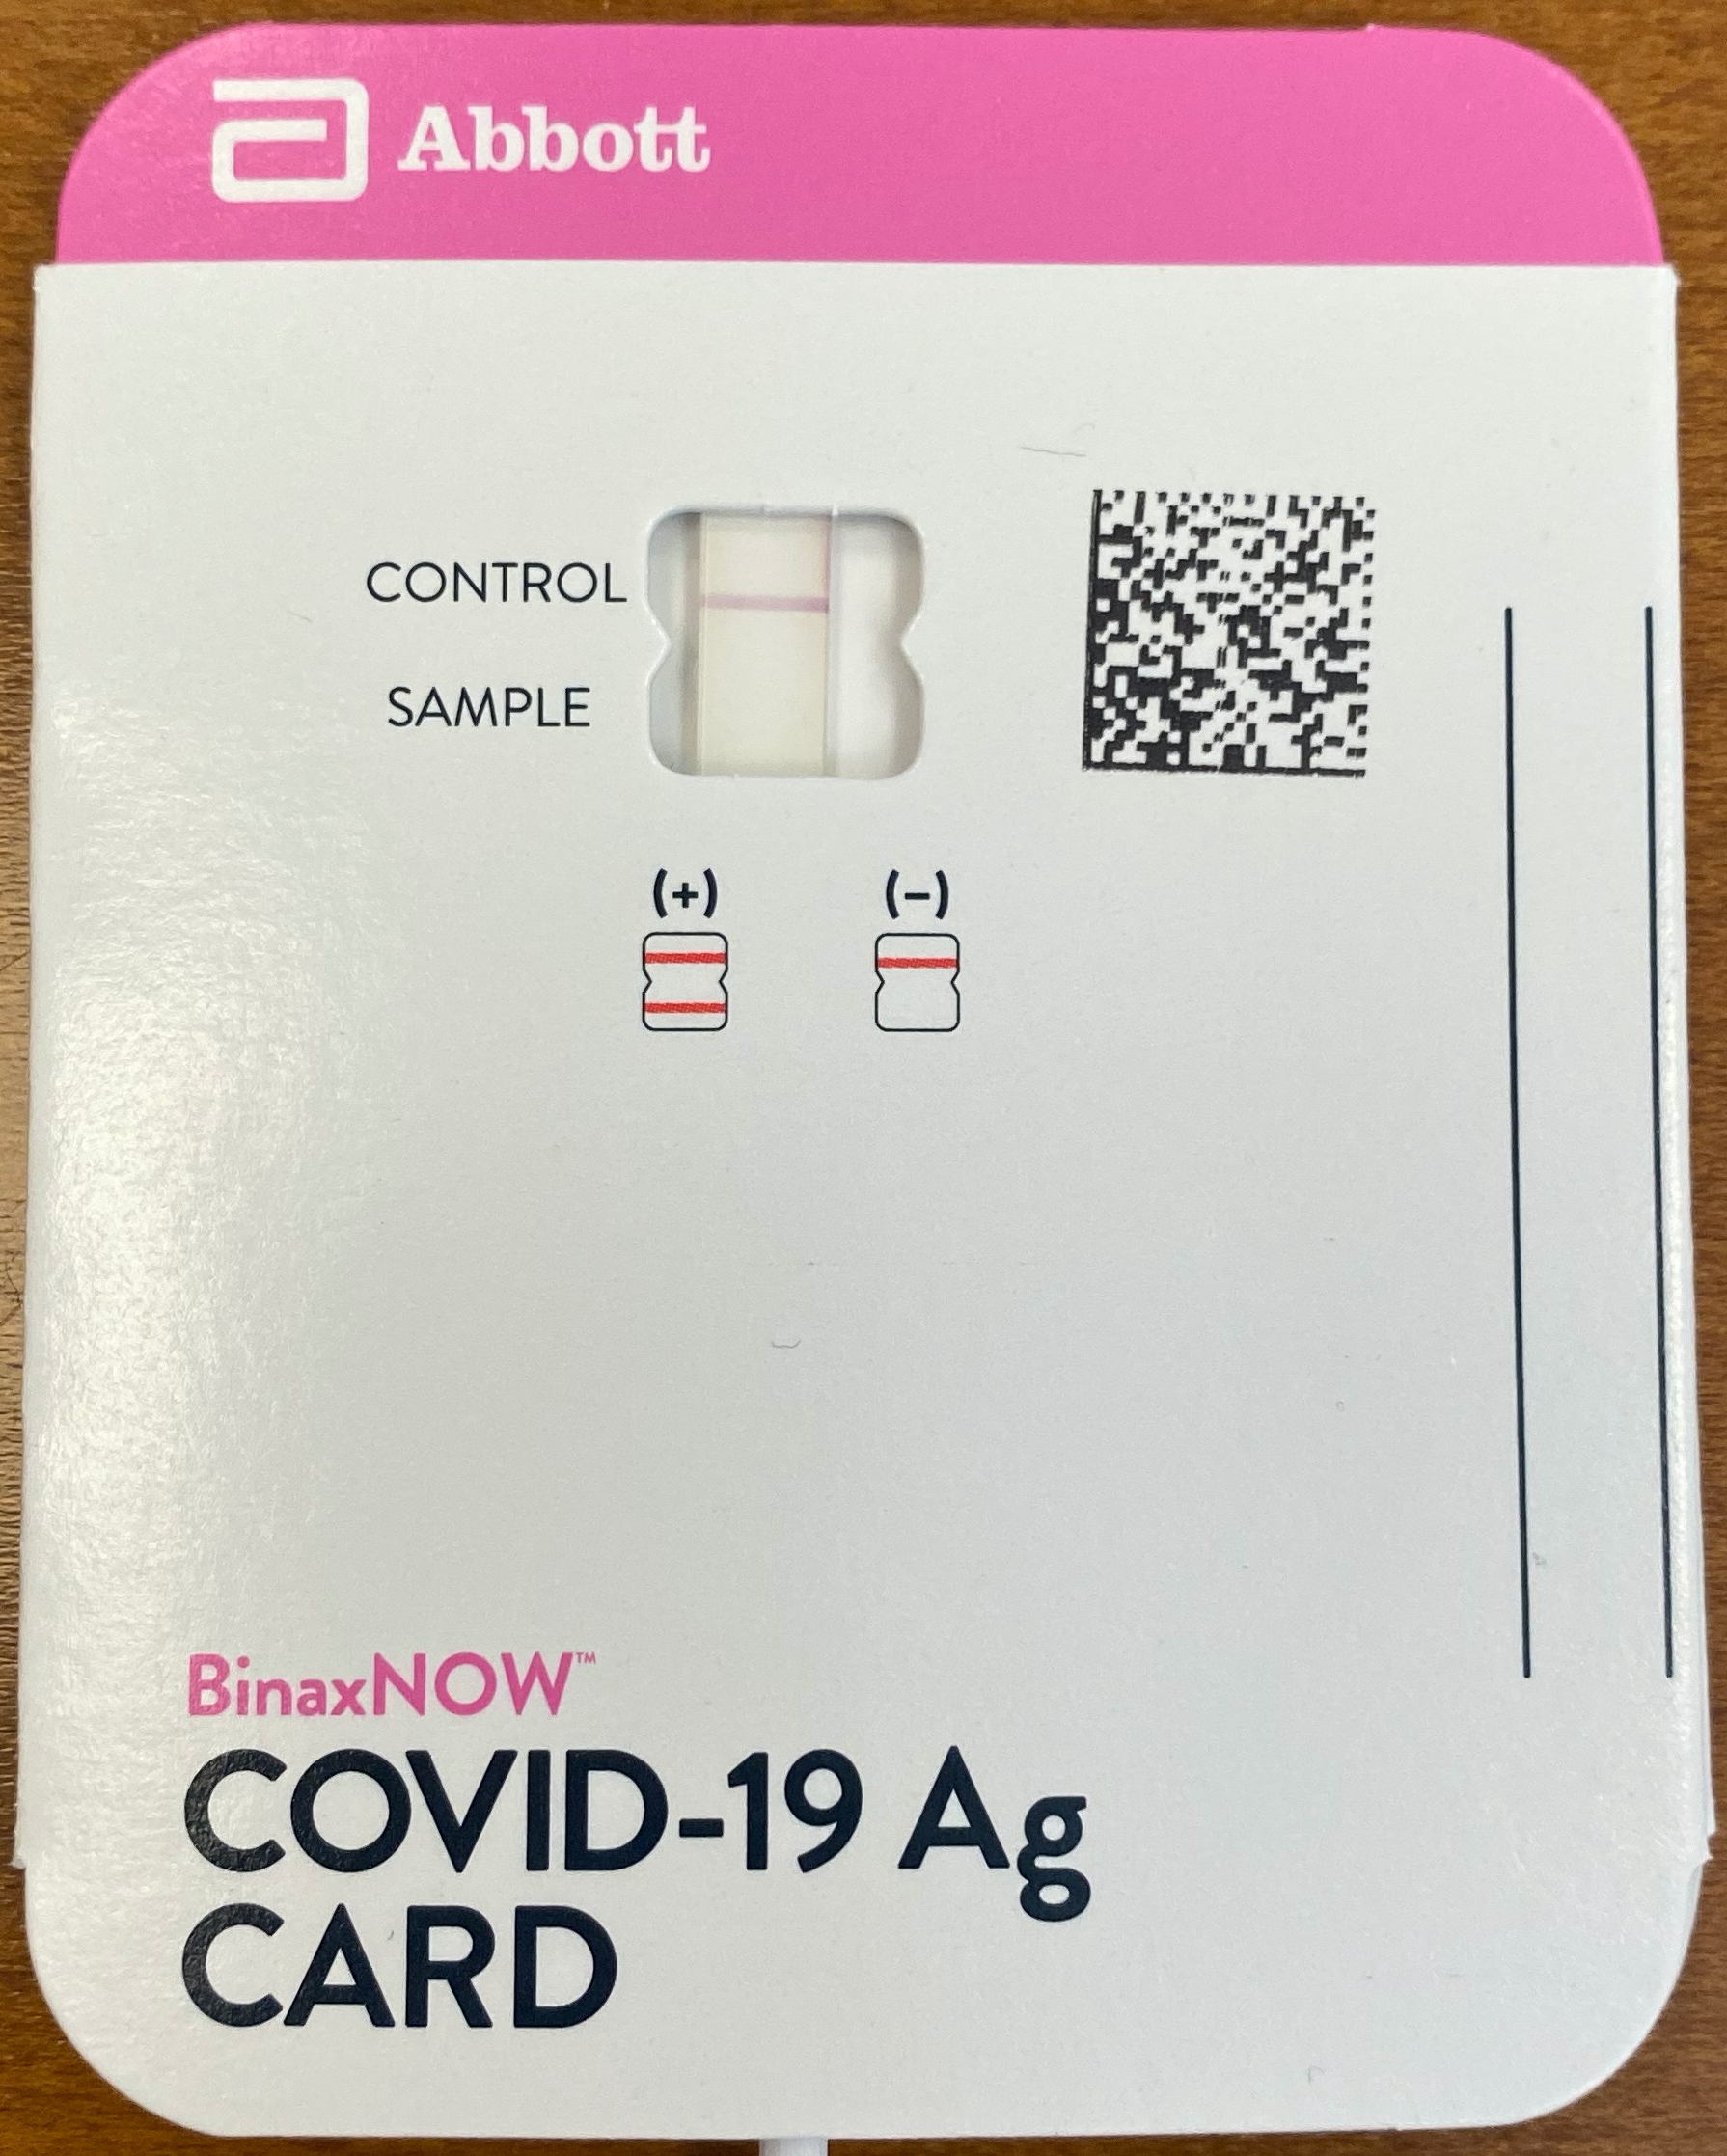 Abbott
CONTROL
SAMPLE
(+) (-)
BinaxNOW™
COVID-19 Ag
CARD